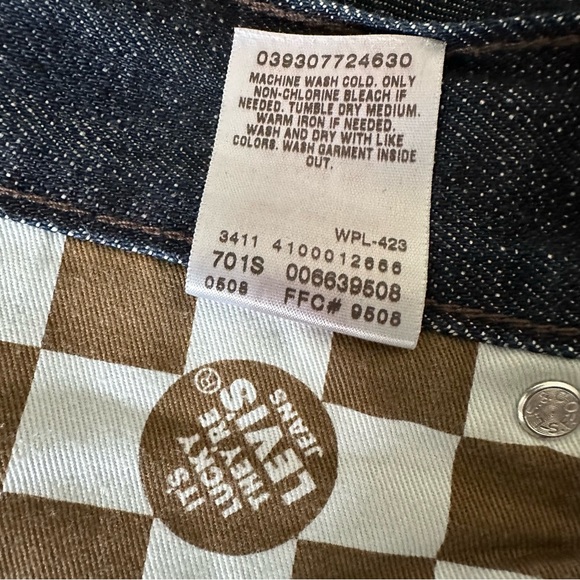 039307724630
MACHINE WASH COLD. ONLY
NON-CHLORINE BLEACH IF
NEEDED. TUMBLE DRY MEDIUM.
WARM IRON IF NEEDED.
WASH AND DRY WITH LIKE
COLORS. WASH GARMENT INSIDE
OUT.
WPL-423
3411 4100012666
701S 006639508
0508 FFC# 9508
IT'S
LUCKY
THEY'RE
LEVI'S®
JEANS